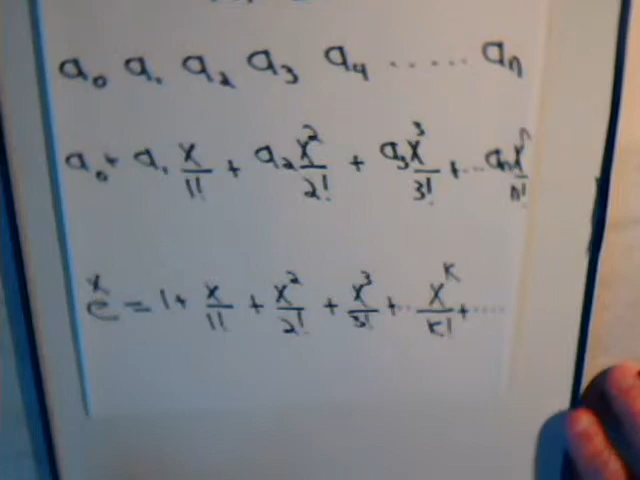 a₀ a₁ a₂ a₃ a₄ ..... aₙ
a₀ + a₁ x/1! + a₂ x²/2! + a₃ x³/3! + ... aₙ xⁿ/n!
eˣ = 1 + x/1! + x²/2! + x³/3! + ... xᴷ/K! + ....